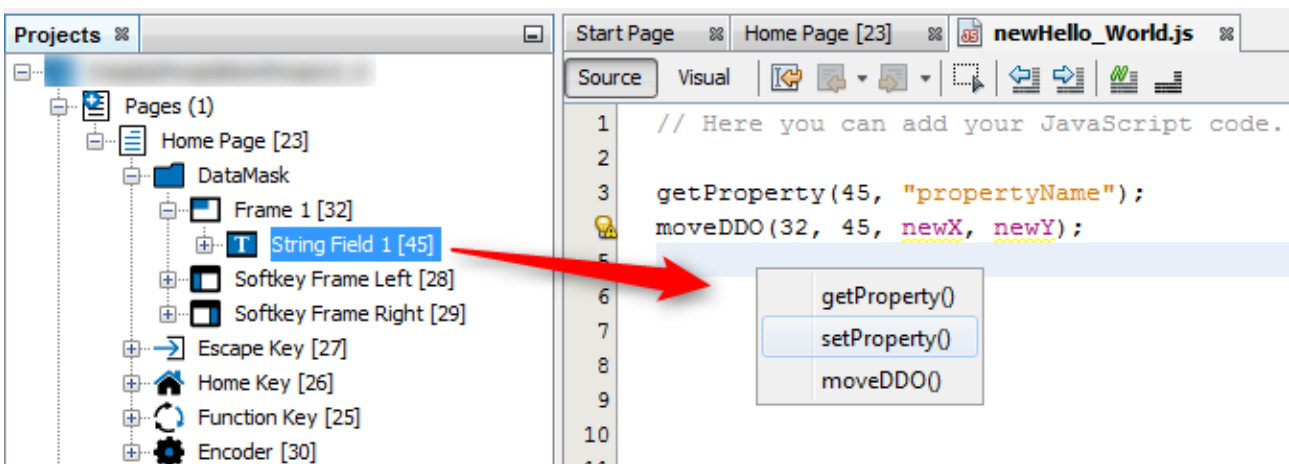 Projects
Pages (1)
Home Page [23]
DataMask
Frame 1 [32]
T String Field 1 [45]
Softkey Frame Left [28]
Softkey Frame Right [29]
Escape Key [27]
Home Key [26]
Function Key [25]
Encoder [30]
Start Page Home Page [23] newHello_World.js
Source Visual
1 // Here you can add your JavaScript code.
2
3 getProperty(45, "propertyName");
moveDDO(32, 45, newX, newY);
5
6
7
8
9
10
getProperty()
setProperty()
moveDDO()